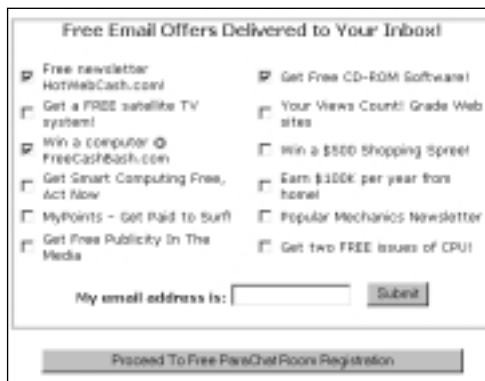 Free Email Offers Delivered to Your Inbox!
Free newsletter
HotWebCash.com!
Get a FREE satellite TV
system!
Win a computer @
FreeCashBash.com
Get Smart Computing Free,
Act Now
MyPoints - Get Paid to Surf!
Get Free Publicity In The
Media
Get Free CD-ROM Software!
Your Views Count! Grade Web
sites
Win a $500 Shopping Spree!
Earn $100K per year from
home!
Popular Mechanics Newsletter
Get two FREE issues of CPU!
My email address is:
Submit
Proceed To Free ParaChat Room Registration